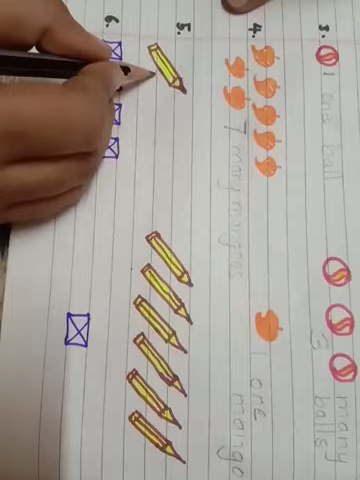 3. 1 one ball 3 many balls
4. 7 many mangoes 1 one mango
5.
6.